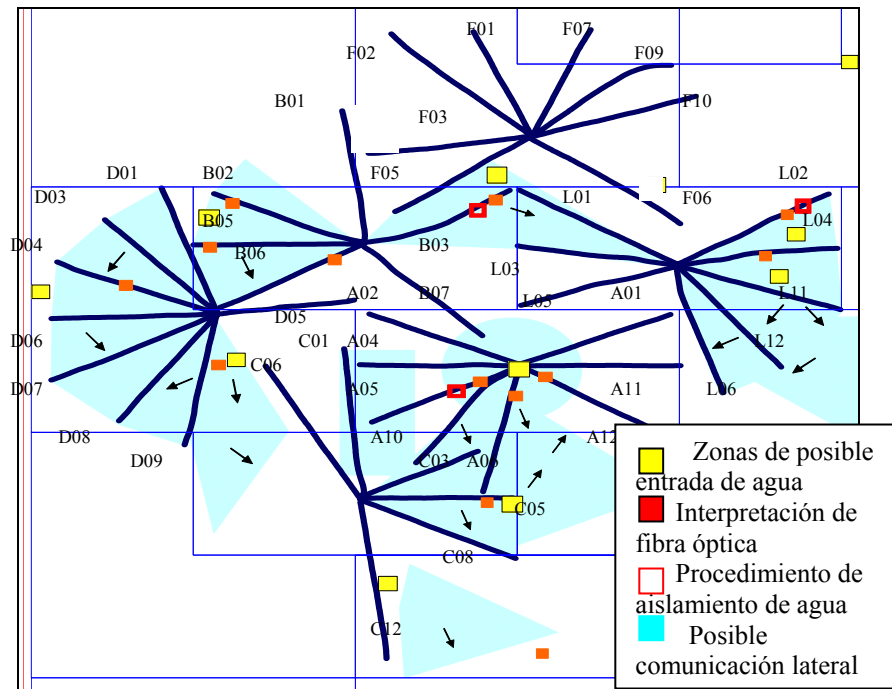 F01
F07
F02
F09
B01
F10
F03
D01
B02
F05
L02
D03
L01
F06
L04
B05
D04
B06
B03
L03
A02
B07
L05
A01
L11
D05
D06
C01
A04
L12
C06
D07
A05
L06
A11
D08
A10
A12
D09
C03
A06
C05
C08
C12
Zonas de posible
entrada de agua
Interpretación de
fibra óptica
Procedimiento de
aislamiento de agua
Posible
comunicación lateral